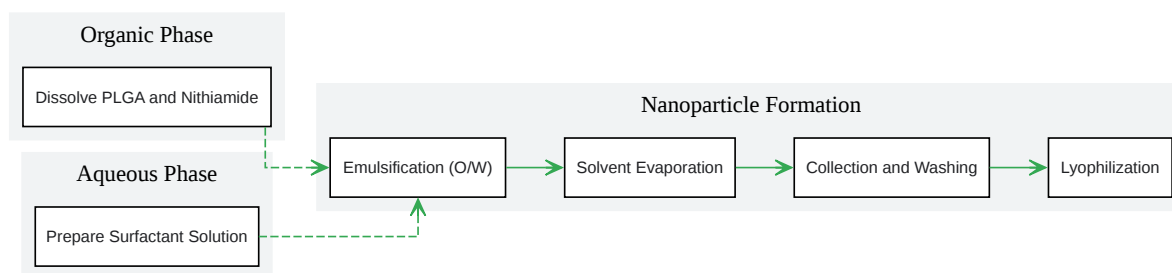 Organic Phase
Dissolve PLGA and Nithiamide
Aqueous Phase
Prepare Surfactant Solution
Nanoparticle Formation
Emulsification (O/W)
Solvent Evaporation
Collection and Washing
Lyophilization